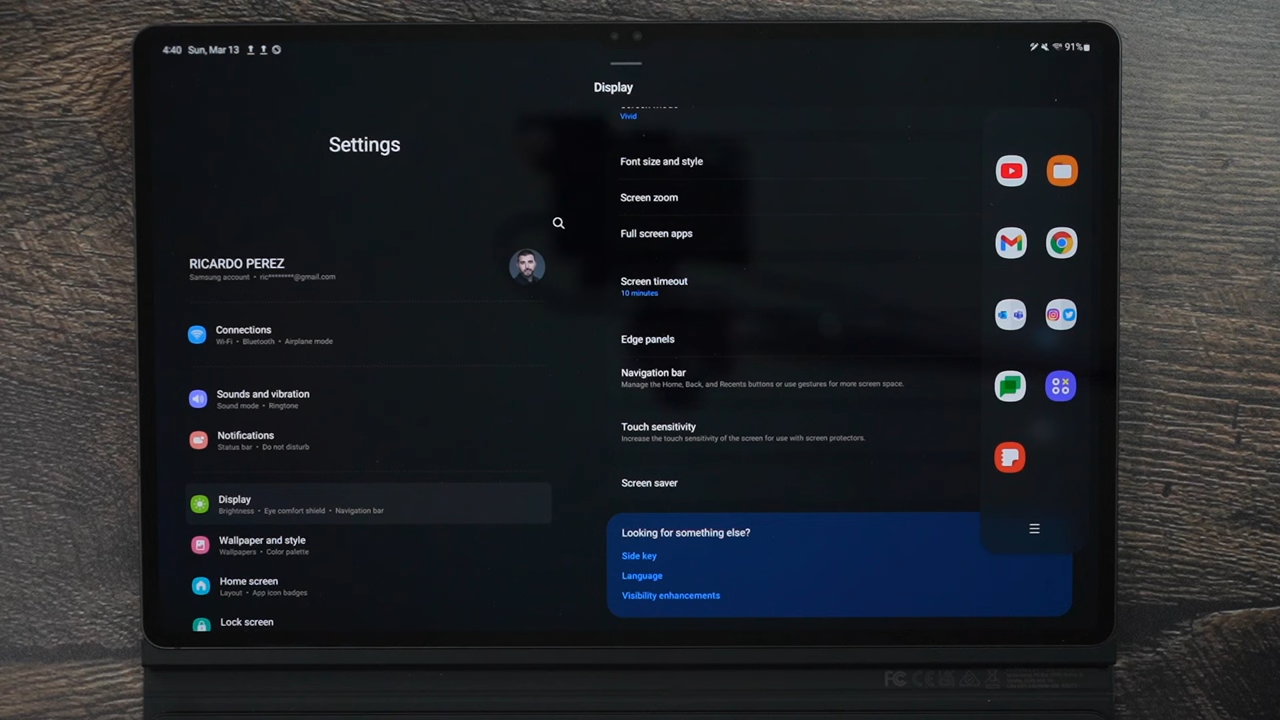 4:40 Sun, Mar 13
91%
Display
Vivid
Settings
Font size and style
Screen zoom
Full screen apps
RICARDO PEREZ
Samsung account • ric********@gmail.com
Screen timeout
10 minutes
Connections
Wi-Fi • Bluetooth • Airplane mode
Edge panels
Navigation bar
Manage the Home, Back, and Recents buttons or use gestures for more screen space.
Sounds and vibration
Sound mode • Ringtone
Touch sensitivity
Increase the touch sensitivity of the screen for use with screen protectors.
Notifications
Status bar • Do not disturb
Screen saver
Display
Brightness • Eye comfort shield • Navigation bar
Looking for something else?
Side key
Language
Visibility enhancements
Wallpaper and style
Wallpapers • Color palette
Home screen
Layout • App icon badges
Lock screen
FC CE